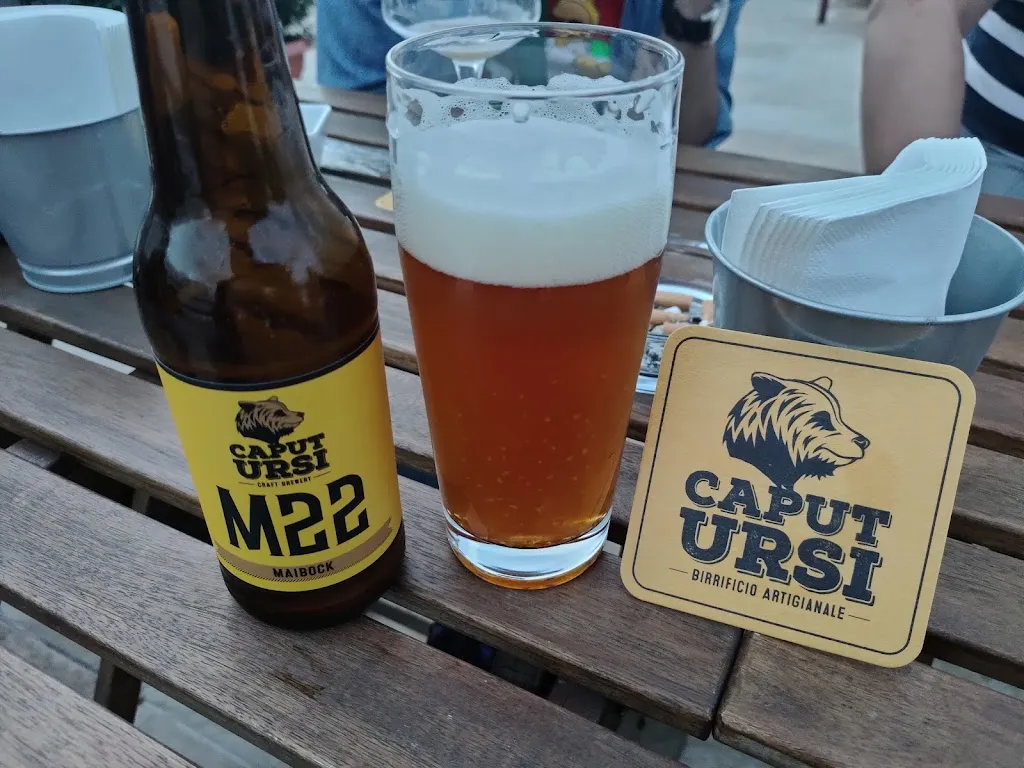 CAPUT
URSI
CRAFT BREWERY
M22
MAIBOCK
CAPUT
URSI
BIRRIFICIO ARTIGIANALE